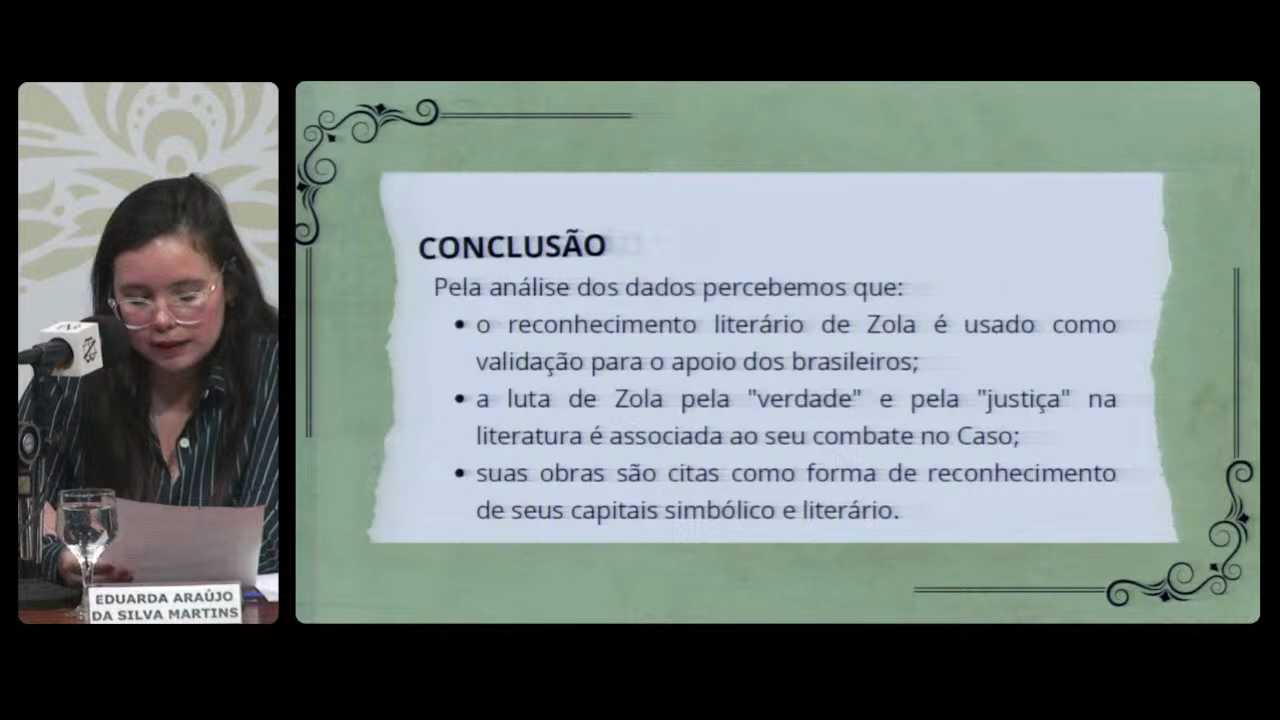 CONCLUSÃO
Pela análise dos dados percebemos que:
• o reconhecimento literário de Zola é usado como
validação para o apoio dos brasileiros;
• a luta de Zola pela "verdade" e pela "justiça" na
literatura é associada ao seu combate no Caso;
• suas obras são citas como forma de reconhecimento
de seus capitais simbólico e literário.
EDUARDA ARAÚJO
DA SILVA MARTINS